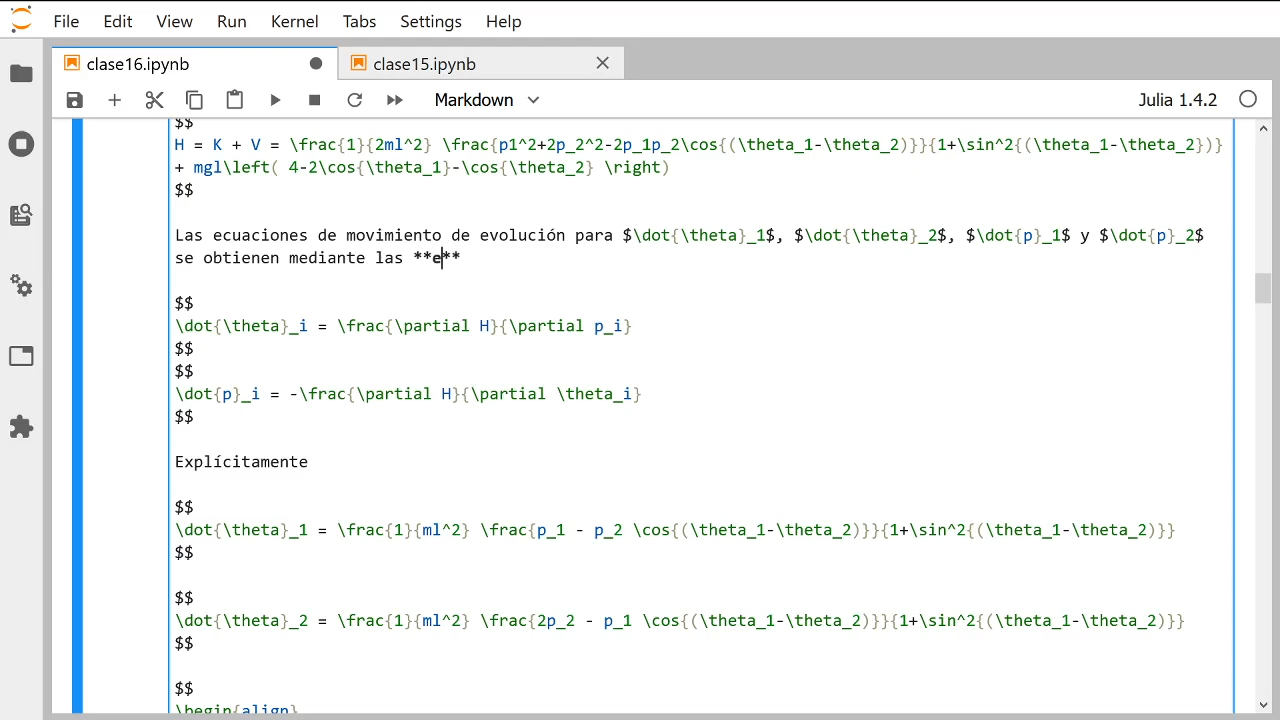 File Edit View Run Kernel Tabs Settings Help
clase16.ipynb
clase15.ipynb
Markdown
Julia 1.4.2
$$
H = K + V = \frac{1}{2ml^2} \frac{p1^2+2p_2^2-2p_1p_2\cos{(\theta_1-\theta_2)}}{1+\sin^2{(\theta_1-\theta_2})}
+ mgl\left( 4-2\cos{\theta_1}-\cos{\theta_2} \right)
$$
Las ecuaciones de movimiento de evolución para $\dot{\theta}_1$, $\dot{\theta}_2$, $\dot{p}_1$ y $\dot{p}_2$
se obtienen mediante las **e**
$$
\dot{\theta}_i = \frac{\partial H}{\partial p_i}
$$
$$
\dot{p}_i = -\frac{\partial H}{\partial \theta_i}
$$
Explícitamente
$$
\dot{\theta}_1 = \frac{1}{ml^2} \frac{p_1 - p_2 \cos{(\theta_1-\theta_2)}}{1+\sin^2{(\theta_1-\theta_2)}}
$$
$$
\dot{\theta}_2 = \frac{1}{ml^2} \frac{2p_2 - p_1 \cos{(\theta_1-\theta_2)}}{1+\sin^2{(\theta_1-\theta_2)}}
$$
$$
\begin{align}